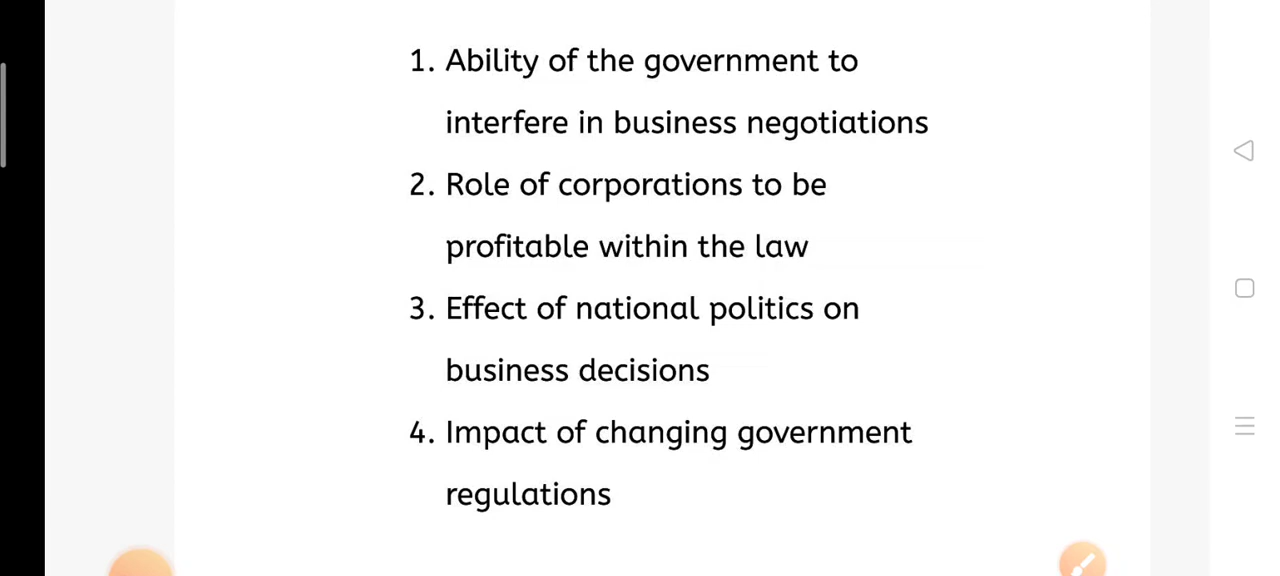 1. Ability of the government to
interfere in business negotiations
2. Role of corporations to be
profitable within the law
3. Effect of national politics on
business decisions
4. Impact of changing government
regulations